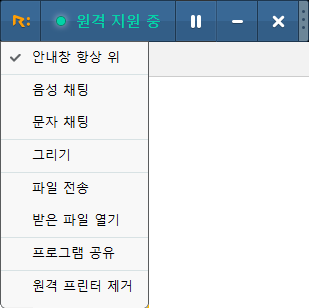 R: 원격 지원 중
안내창 항상 위
음성 채팅
문자 채팅
그리기
파일 전송
받은 파일 열기
프로그램 공유
원격 프린터 제거